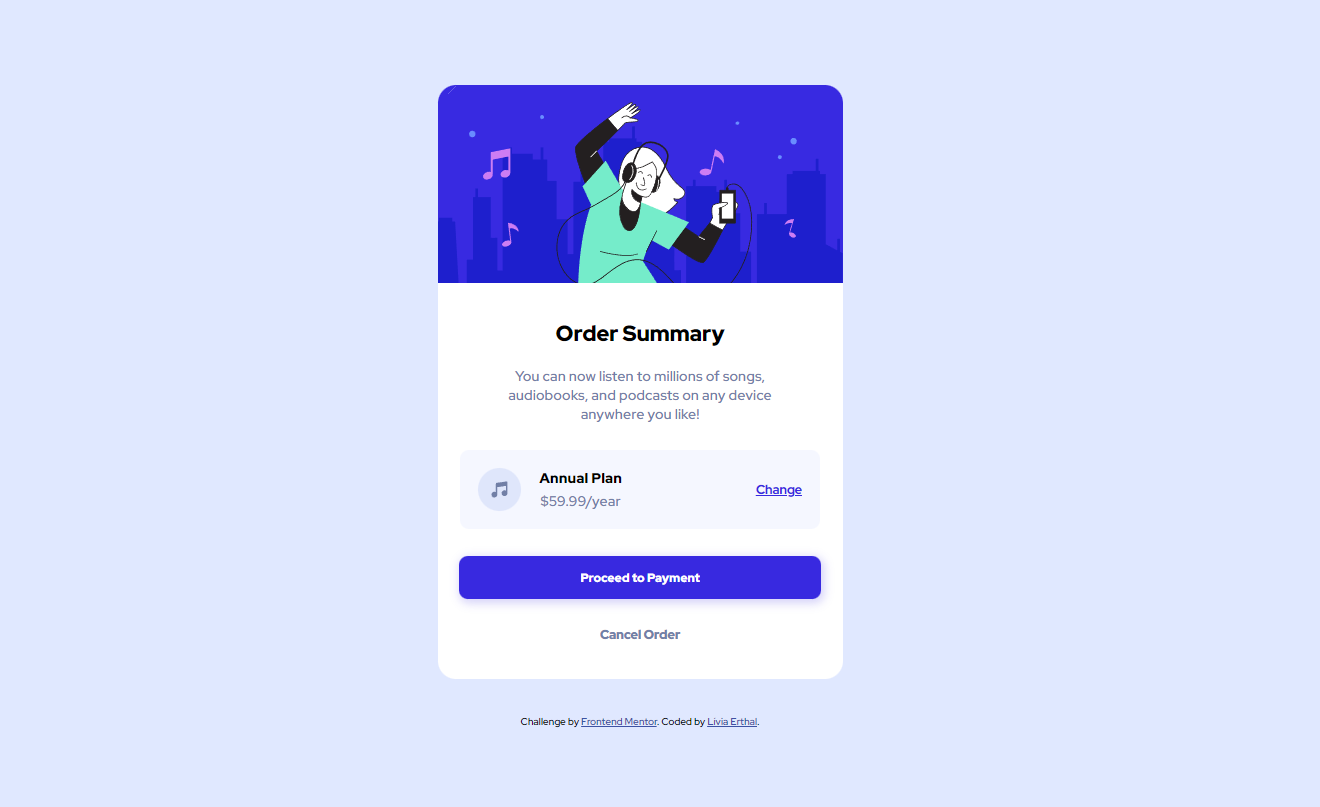 Order Summary
You can now listen to millions of songs,
audiobooks, and podcasts on any device
anywhere you like!
Annual Plan
$59.99/year
Change
Proceed to Payment
Cancel Order
Challenge by Frontend Mentor. Coded by Livia Erthal.